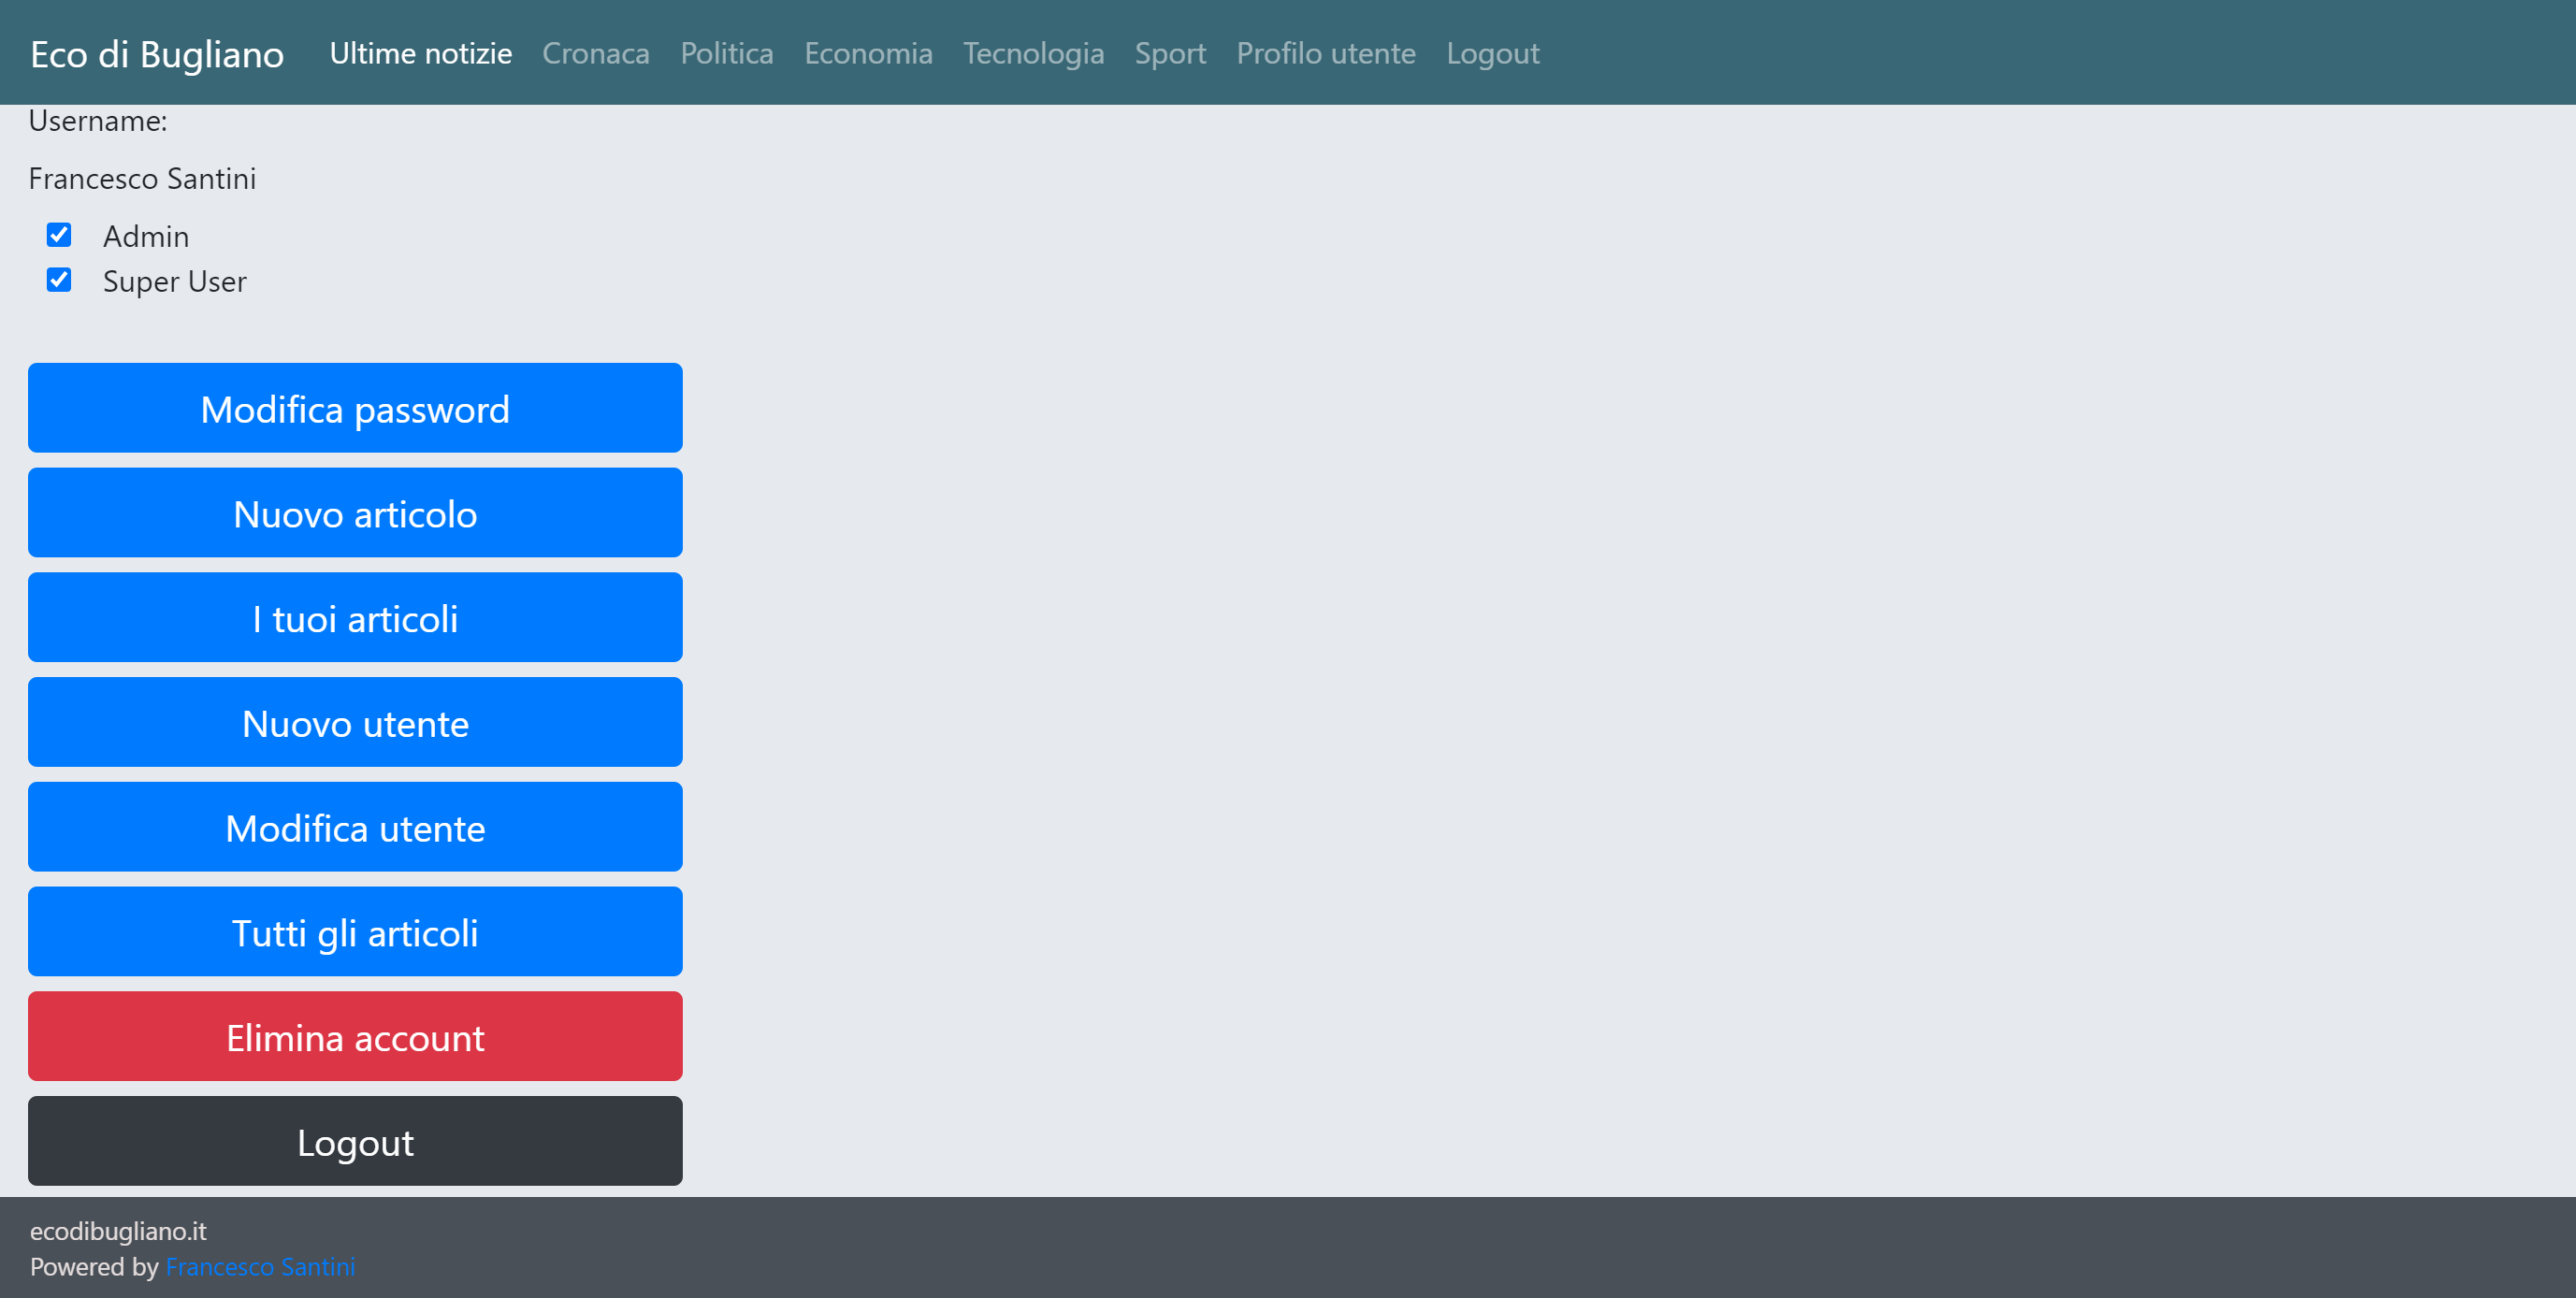 Eco di Bugliano Ultime notizie Cronaca Politica Economia Tecnologia Sport Profilo utente Logout
Username:
Francesco Santini
Admin
Super User
Modifica password
Nuovo articolo
I tuoi articoli
Nuovo utente
Modifica utente
Tutti gli articoli
Elimina account
Logout
ecodibugliano.it
Powered by Francesco Santini